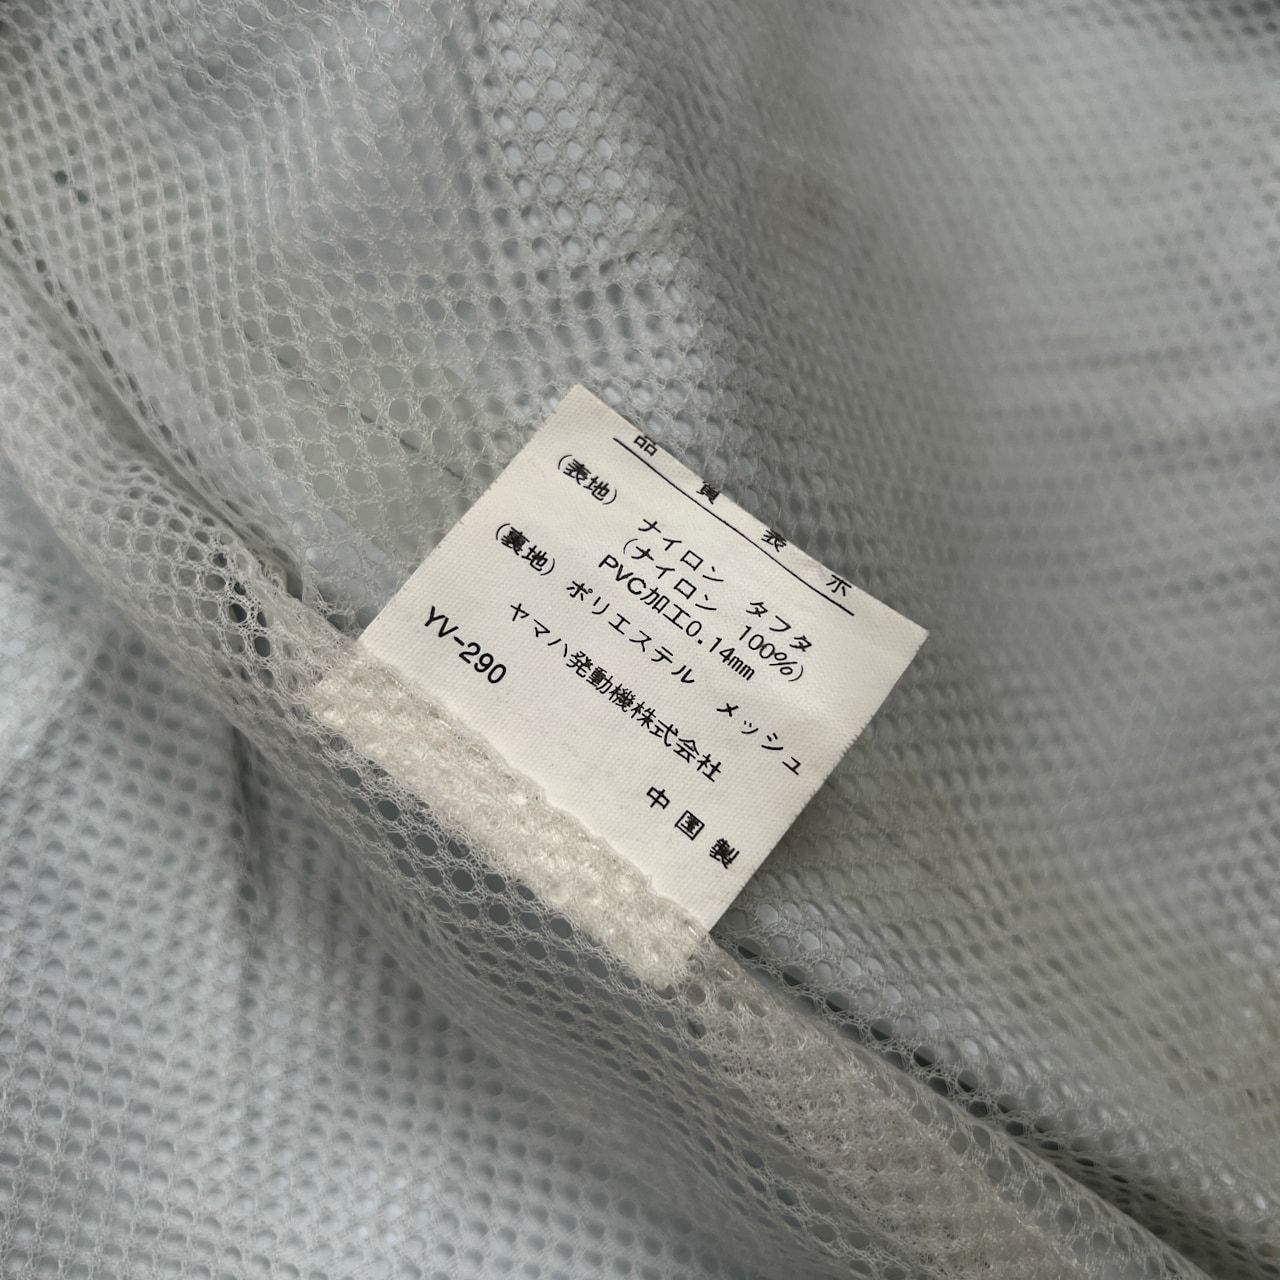 品質表示
(表地) ナイロン タフタ
(ナイロン 100%)
PVC加工0.14mm
(裏地) ポリエステル メッシュ
ヤマハ発動機株式会社
YV-290
中国製